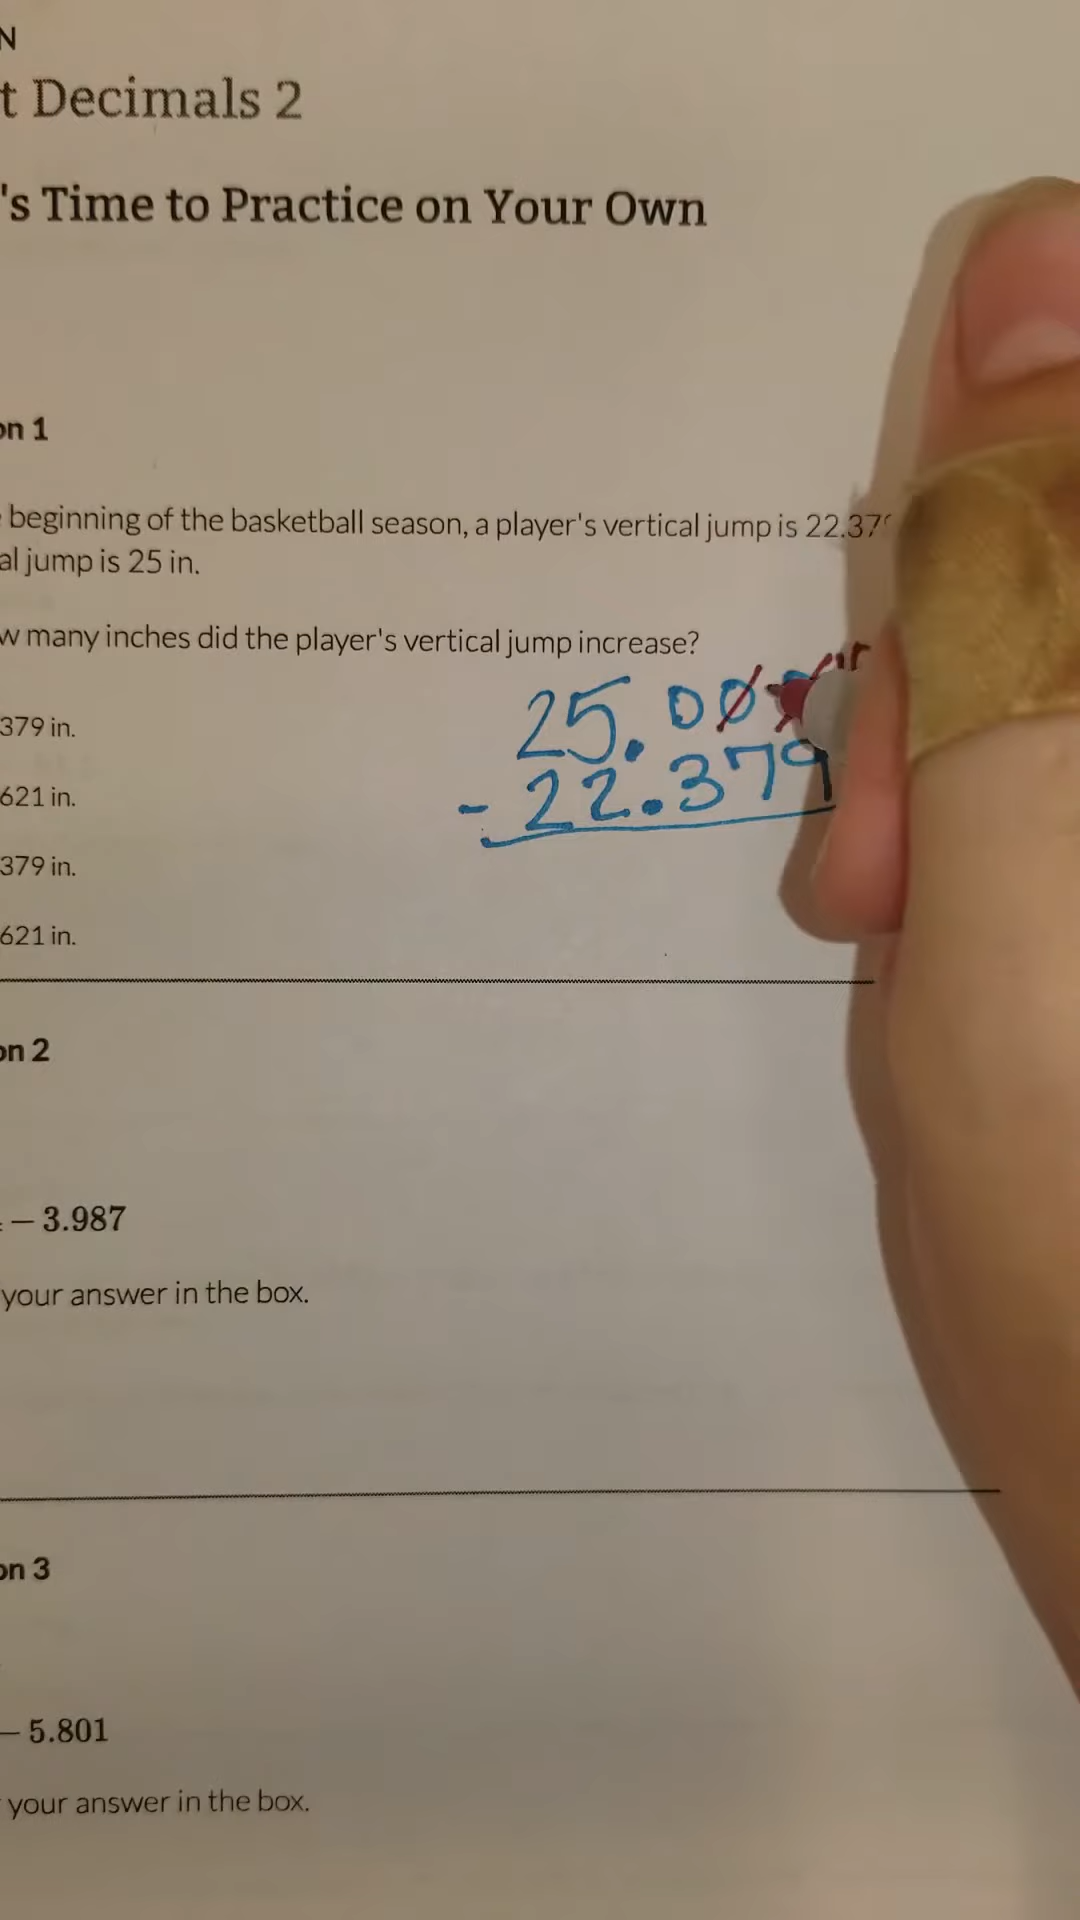 N
t Decimals 2
's Time to Practice on Your Own
on 1
beginning of the basketball season, a player's vertical jump is 22.37
al jump is 25 in.
w many inches did the player's vertical jump increase?
25.00
- 22.379
379 in.
621 in.
379 in.
621 in.
on 2
– 3.987
your answer in the box.
on 3
– 5.801
your answer in the box.